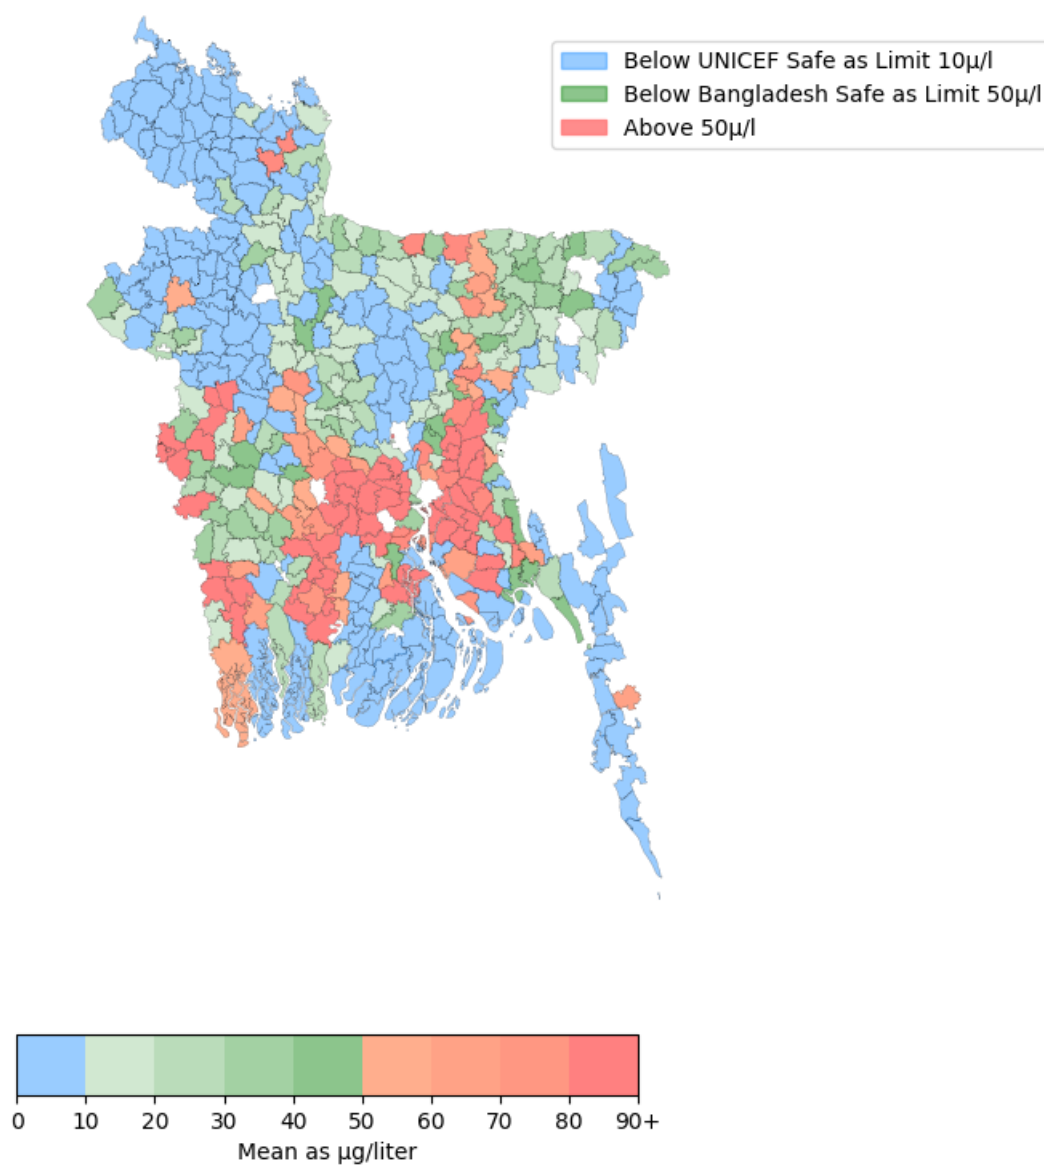 Below UNICEF Safe as Limit 10µ/l
Below Bangladesh Safe as Limit 50µ/l
Above 50µ/l
0 10 20 30 40 50 60 70 80 90+
Mean as µg/liter